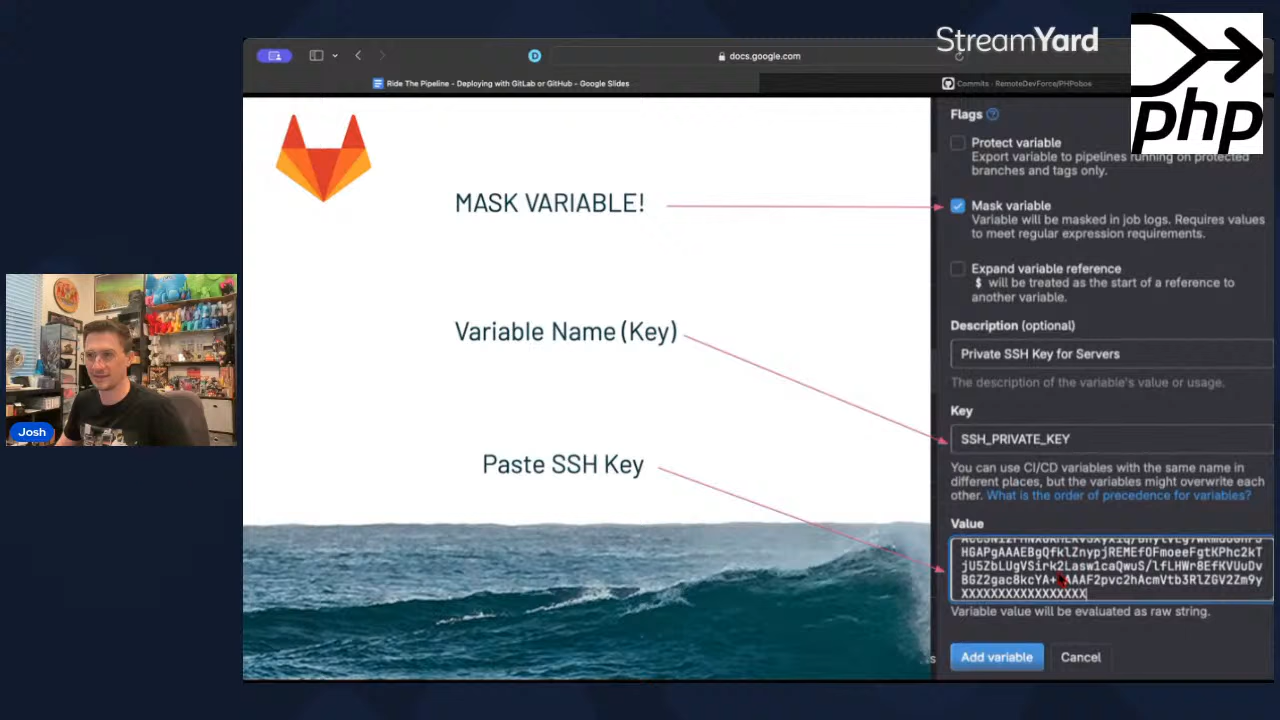 StreamYard
php
docs.google.com
Ride The Pipeline - Deploying with GitLab or GitHub - Google Slides
Commits · RemoteDevForce/PHPolice
MASK VARIABLE!
Variable Name (Key)
Paste SSH Key
Flags
Protect variable
Export variable to pipelines running on protected
branches and tags only.
Mask variable
Variable will be masked in job logs. Requires values
to meet regular expression requirements.
Expand variable reference
$ will be treated as the start of a reference to
another variable.
Description (optional)
Private SSH Key for Servers
The description of the variable's value or usage.
Key
SSH_PRIVATE_KEY
You can use CI/CD variables with the same name in
different places, but the variables might overwrite each
other. What is the order of precedence for variables?
Value
Variable value will be evaluated as raw string.
Add variable
Cancel
Josh